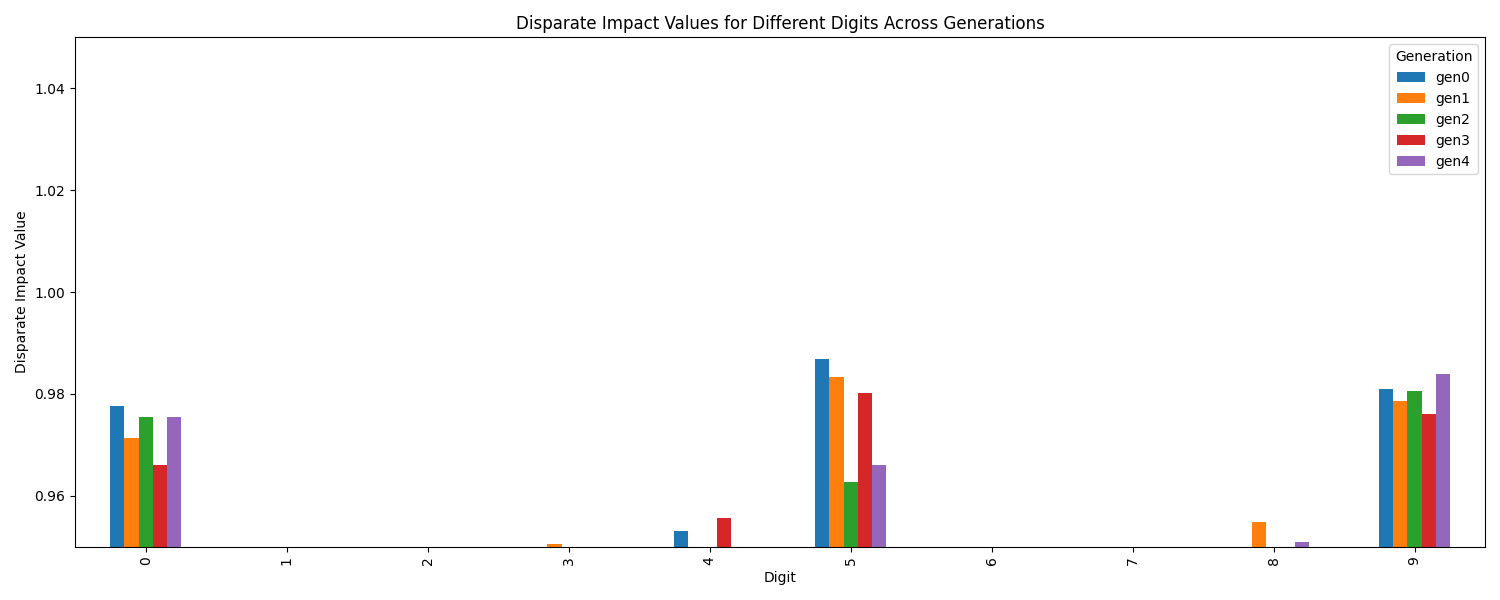 Disparate Impact Values for Different Digits Across Generations
Generation
gen0
gen1
gen2
gen3
gen4
Disparate Impact Value
1.04
1.02
1.00
0.98
0.96
0
1
2
3
4
5
6
7
8
9
Digit